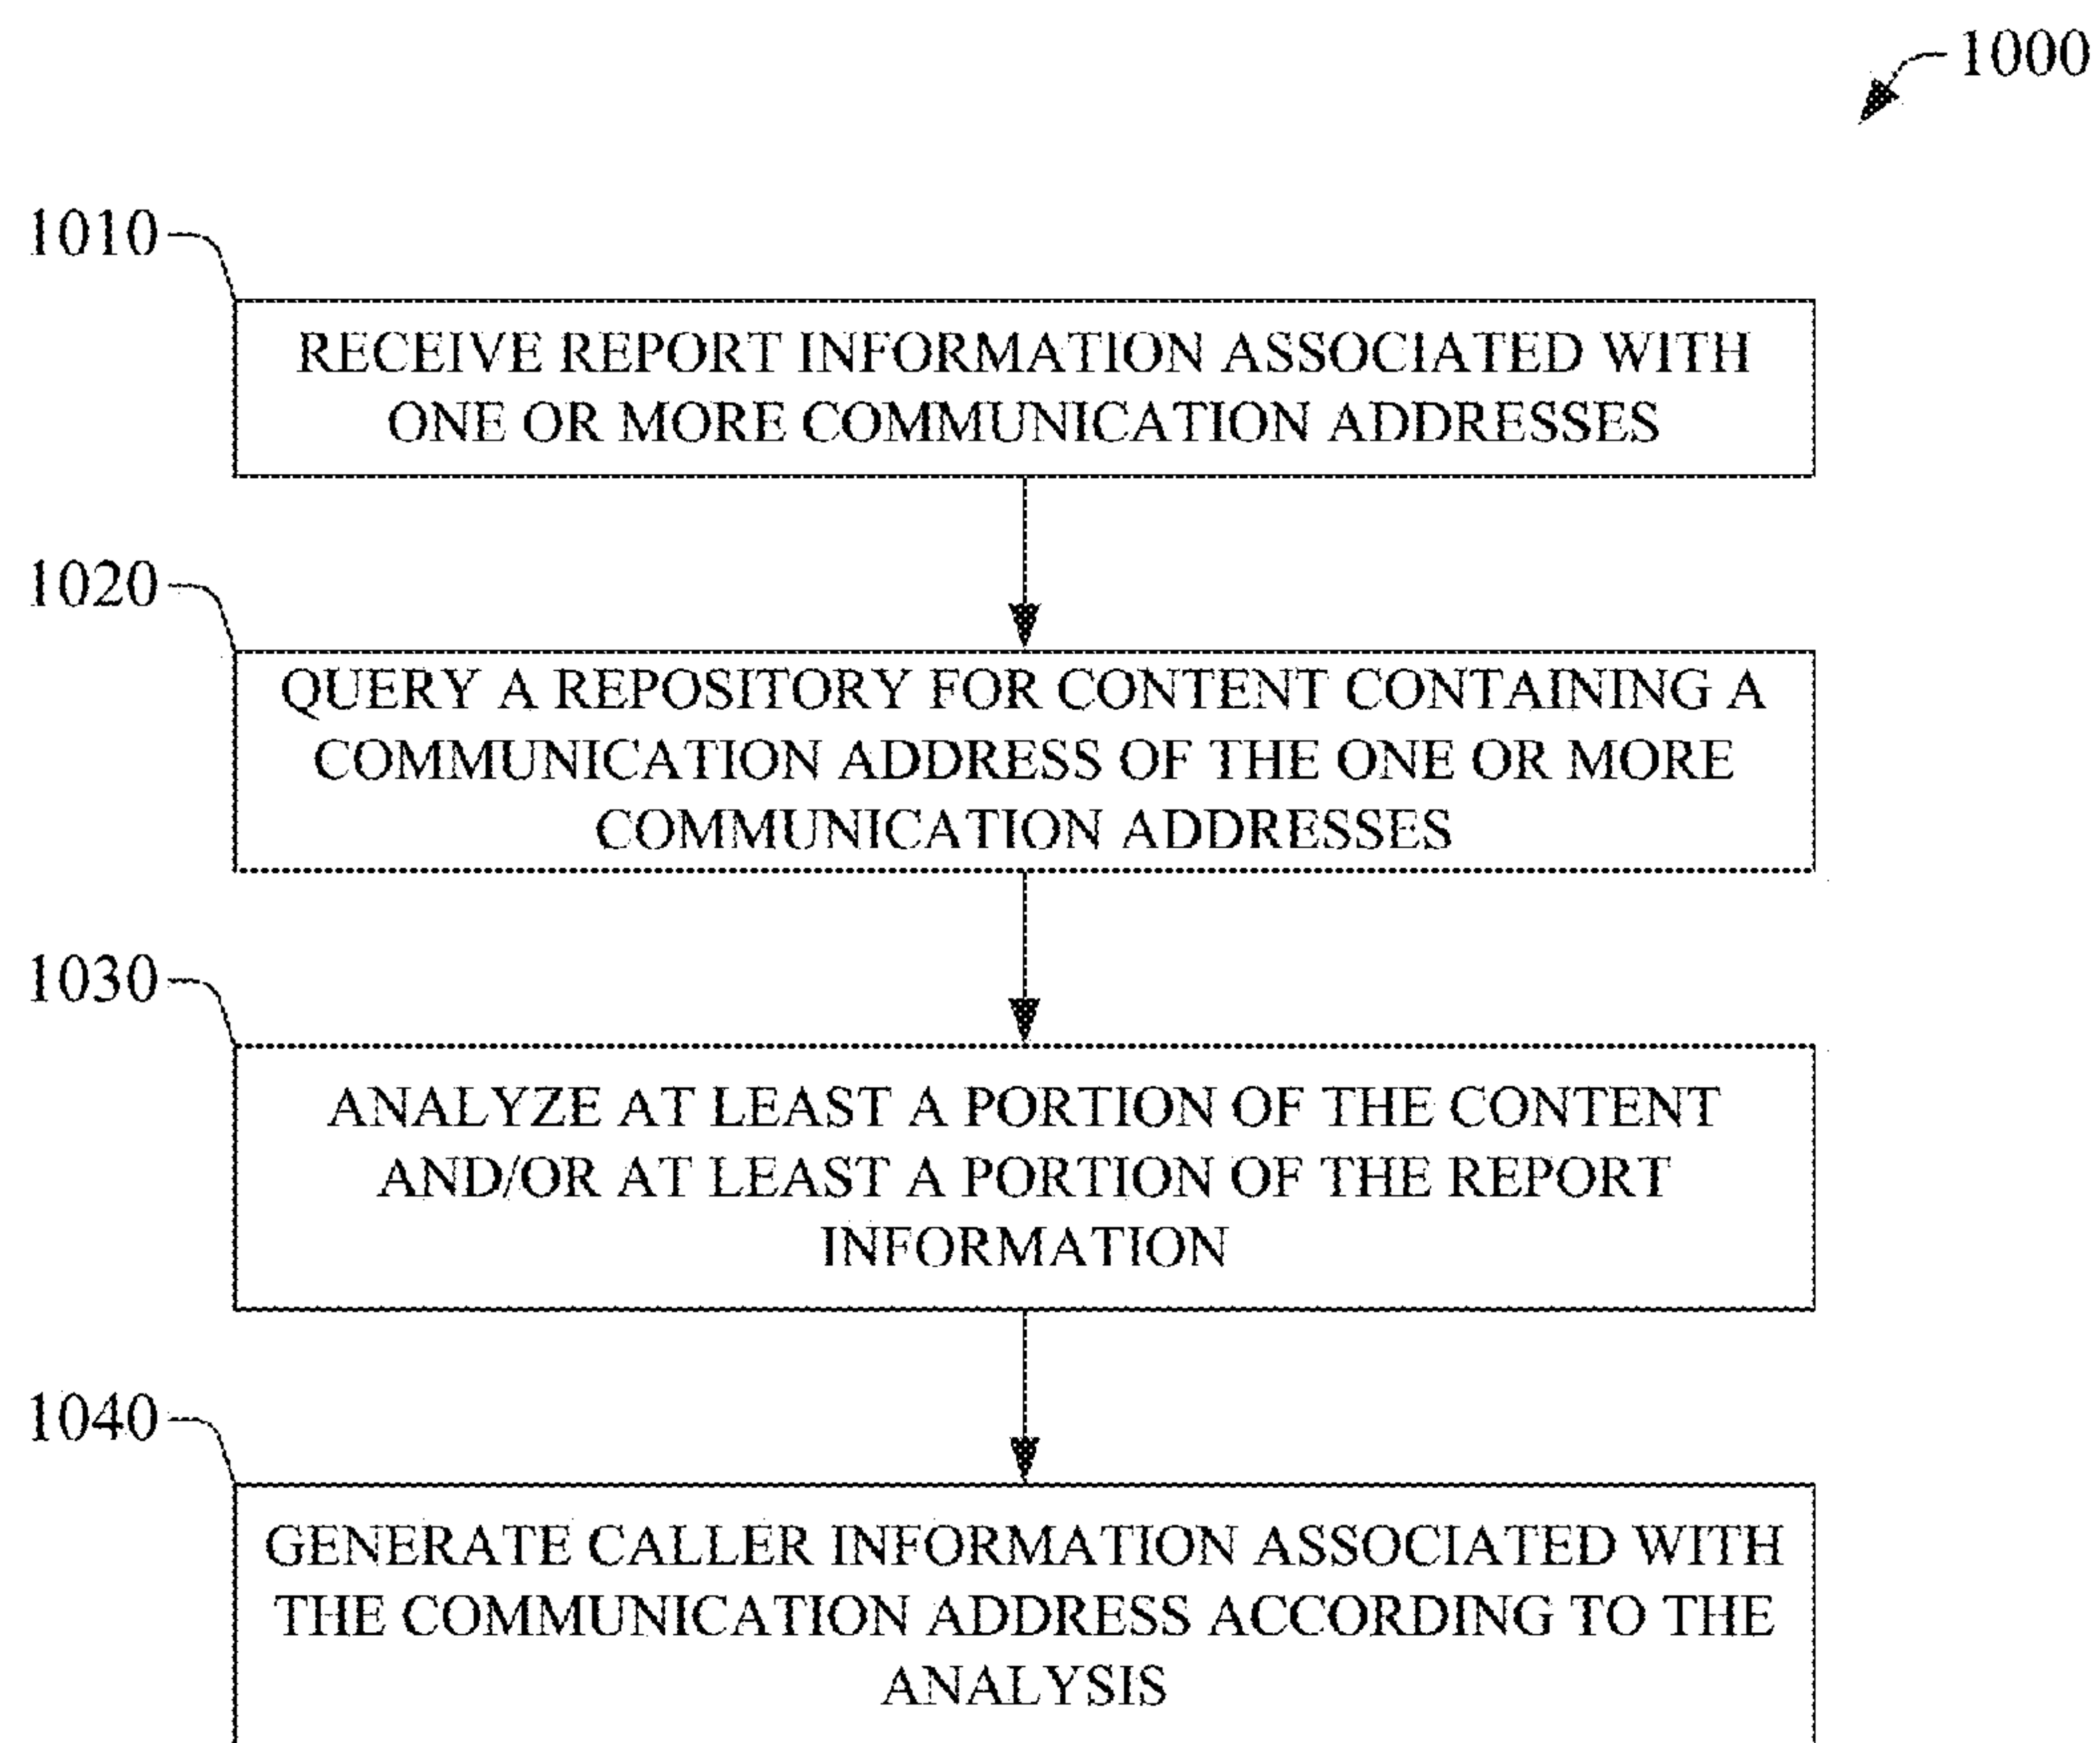 1000
1010
RECEIVE REPORT INFORMATION ASSOCIATED WITH
ONE OR MORE COMMUNICATION ADDRESSES
1020
QUERY A REPOSITORY FOR CONTENT CONTAINING A
COMMUNICATION ADDRESS OF THE ONE OR MORE
COMMUNICATION ADDRESSES
1030
ANALYZE AT LEAST A PORTION OF THE CONTENT
AND/OR AT LEAST A PORTION OF THE REPORT
INFORMATION
1040
GENERATE CALLER INFORMATION ASSOCIATED WITH
THE COMMUNICATION ADDRESS ACCORDING TO THE
ANALYSIS